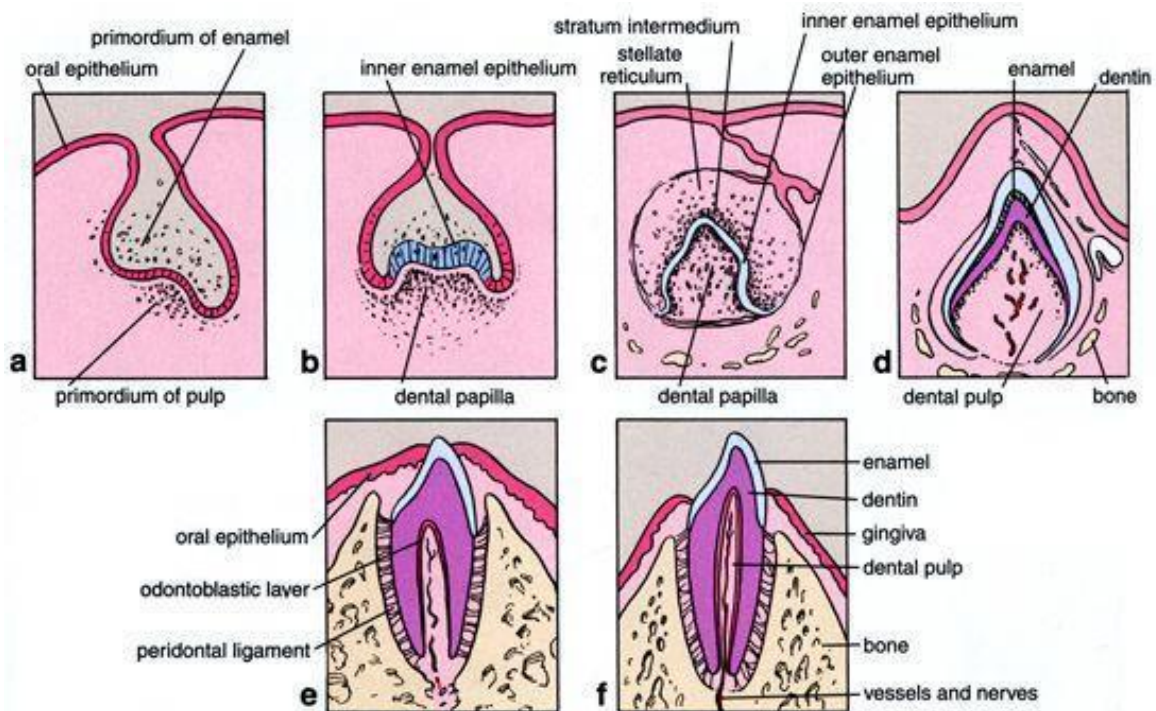 primordium of enamel
oral epithelium
inner enamel epithelium
stratum intermedium
stellate
reticulum
inner enamel epithelium
outer enamel
epithelium
enamel
dentin
a
b
c
d
primordium of pulp
dental papilla
dental papilla
dental pulp
bone
oral epithelium
odontoblastic laver
peridontal ligament
e
f
enamel
dentin
gingiva
dental pulp
bone
vessels and nerves